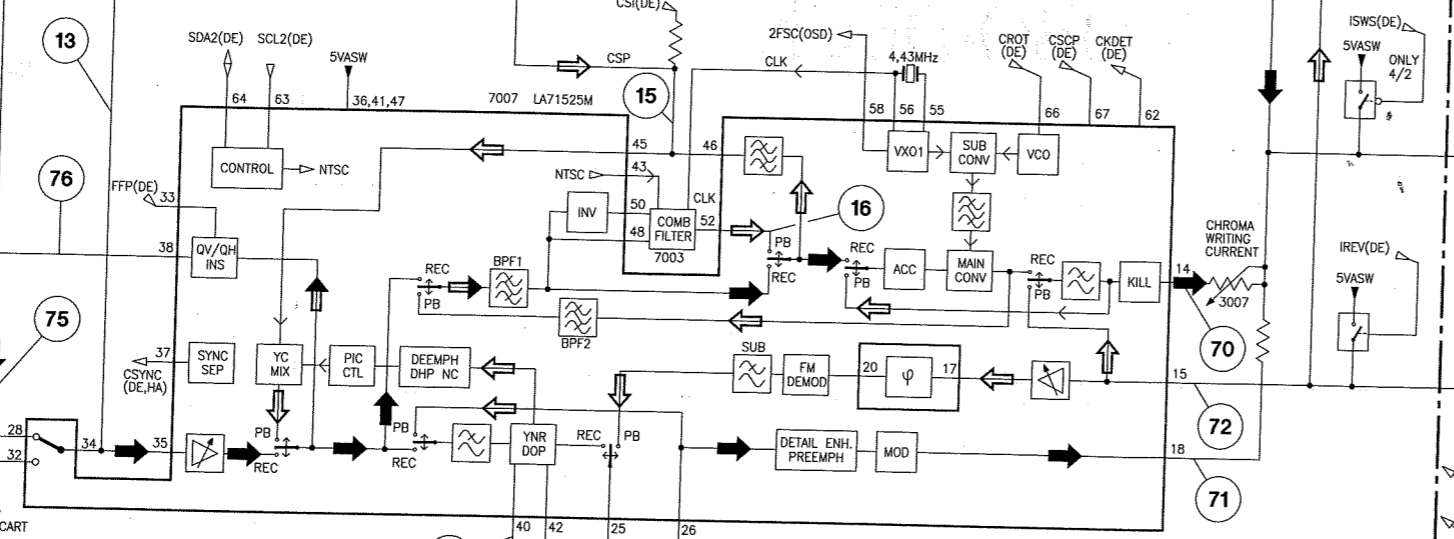 CSI(DE)
ISWS(DE)
13
SDA2(DE)
SCL2(DE)
2FSC(OSD)
CROT
(DE)
CSCP
(DE)
CKDET
(DE)
5VASW
ONLY
4/2
5VASW
CSP
4,43MHz
CLK
15
64
63
36,41,47
7007 LA71525M
58
56
55
66
67
62
CONTROL
NTSC
45
46
VXO1
SUB
CONV
VCO
43
NTSC
76
FFP(DE)
33
CLK
INV
50
COMB
FILTER
52
16
48
7003
38
QV/QH
INS
PB
REC
REC
PB
ACC
MAIN
CONV
REC
PB
KILL
14
CHROMA
WRITING
CURRENT
3007
IREV(DE)
5VASW
REC
PB
BPF1
BPF2
75
70
37
CSYNC
(DE,HA)
SYNC
SEP
YC
MIX
PIC
CTL
DEEMPH
DHP NC
SUB
FM
DEMOD
20
φ
17
15
72
28
32
34
35
PB
REC
PB
REC
YNR
DOP
REC
PB
DETAIL ENH.
PREEMPH
MOD
18
71
40
42
25
26
CART